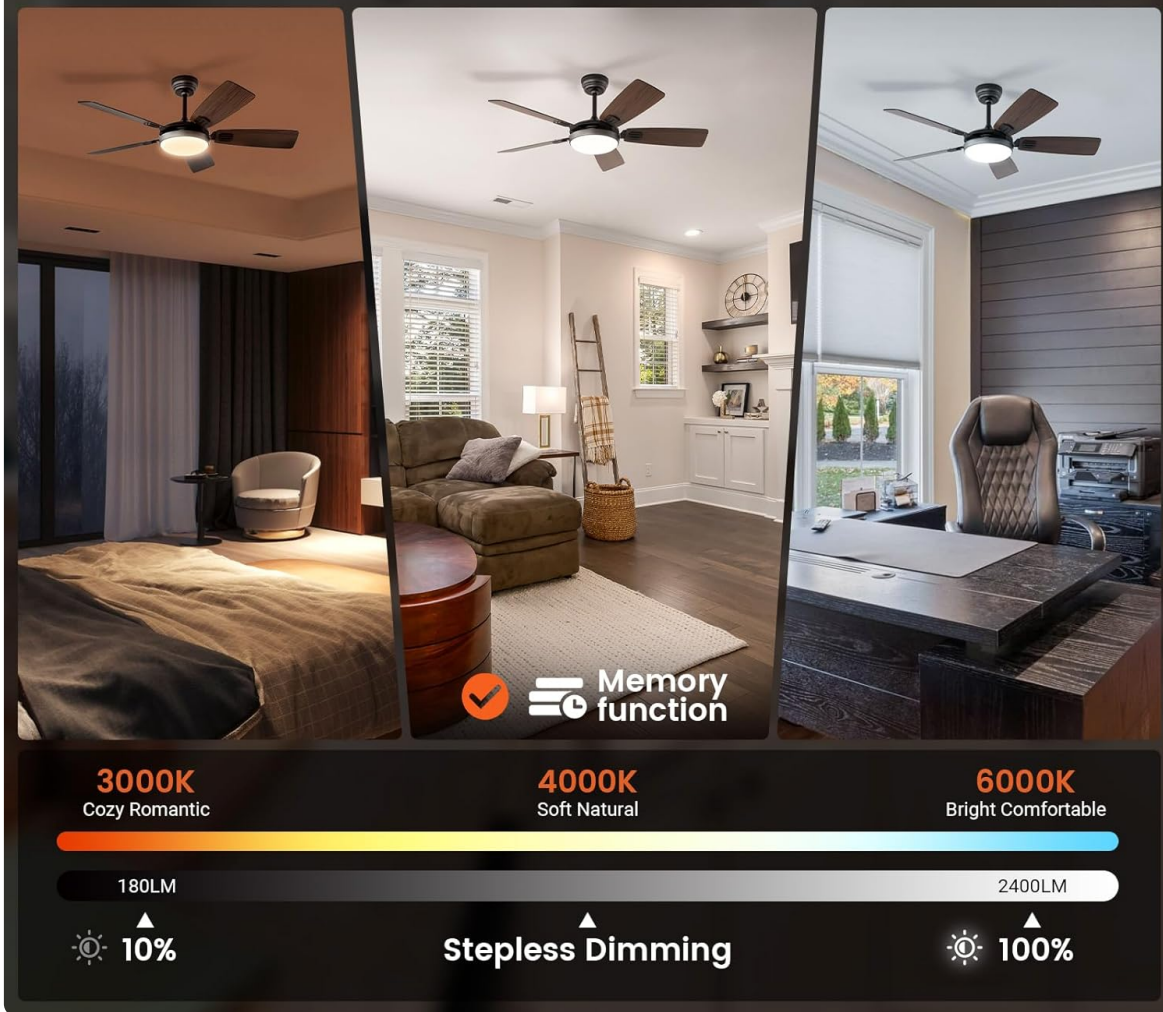 Memory
function
3000K
Cozy Romantic
4000K
Soft Natural
6000K
Bright Comfortable
180LM
2400LM
10%
Stepless Dimming
100%